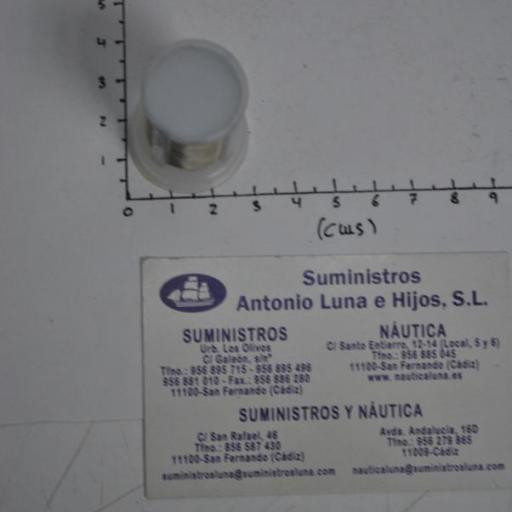 5
4
3
2
1
0 1 2 3 4 5 6 7 8 9
(cms)
Suministros
Antonio Luna e Hijos, S.L.
SUMINISTROS
Urb. Los Olivos
C/ Galeón, s/nº
Tfno.: 956 895 715 - 956 895 496
956 881 010 - Fax.: 956 886 280
11100-San Fernando (Cádiz)
NÁUTICA
C/ Santo Entierro, 12-14 (Local, 5 y 6)
Tfno.: 956 885 045
11100-San Fernando (Cádiz)
www. nauticaluna.es
SUMINISTROS Y NÁUTICA
C/ San Rafael, 46
Tfno.: 956 587 430
11100-San Fernando (Cádiz)
suministrosluna@suministrosluna.com
Avda. Andalucía, 16D
Tfno.: 956 279 865
11009-Cádiz
nauticaluna@suministrosluna.com